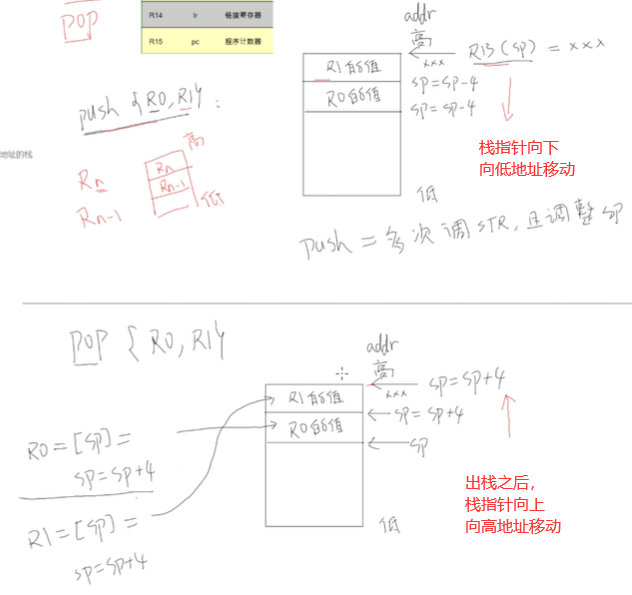 POP
R14 lr 链接寄存器
R15 pc 程序计数器
push {R0, R1}:
地址的栈
高
Rn
Rn-1
低
Rn
Rn-1
addr
高
xxx
R13 (SP) = xxx
R1的值
SP=SP-4
R0的值
SP=SP-4
栈指针向下
向低地址移动
低
push = 多次调STR, 且调整SP
POP {R0, R1}
addr
高
xxx
SP=SP+4
R1的值
SP=SP+4
R0的值
SP
R0=[SP]=
SP=SP+4
R1=[SP]=
SP=SP+4
出栈之后，
栈指针向上
向高地址移动
低